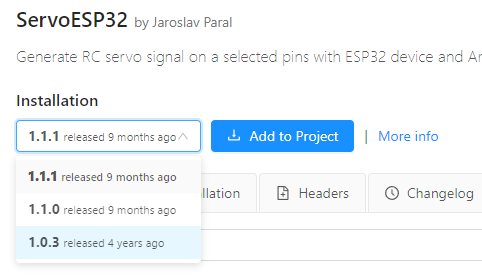 ServoESP32 by Jaroslav Paral
Generate RC servo signal on a selected pins with ESP32 device and
Installation
1.1.1 released 9 months ago Add to Project | More info
1.1.1 released 9 months ago
llation Headers Changelog
1.1.0 released 9 months ago
1.0.3 released 4 years ago